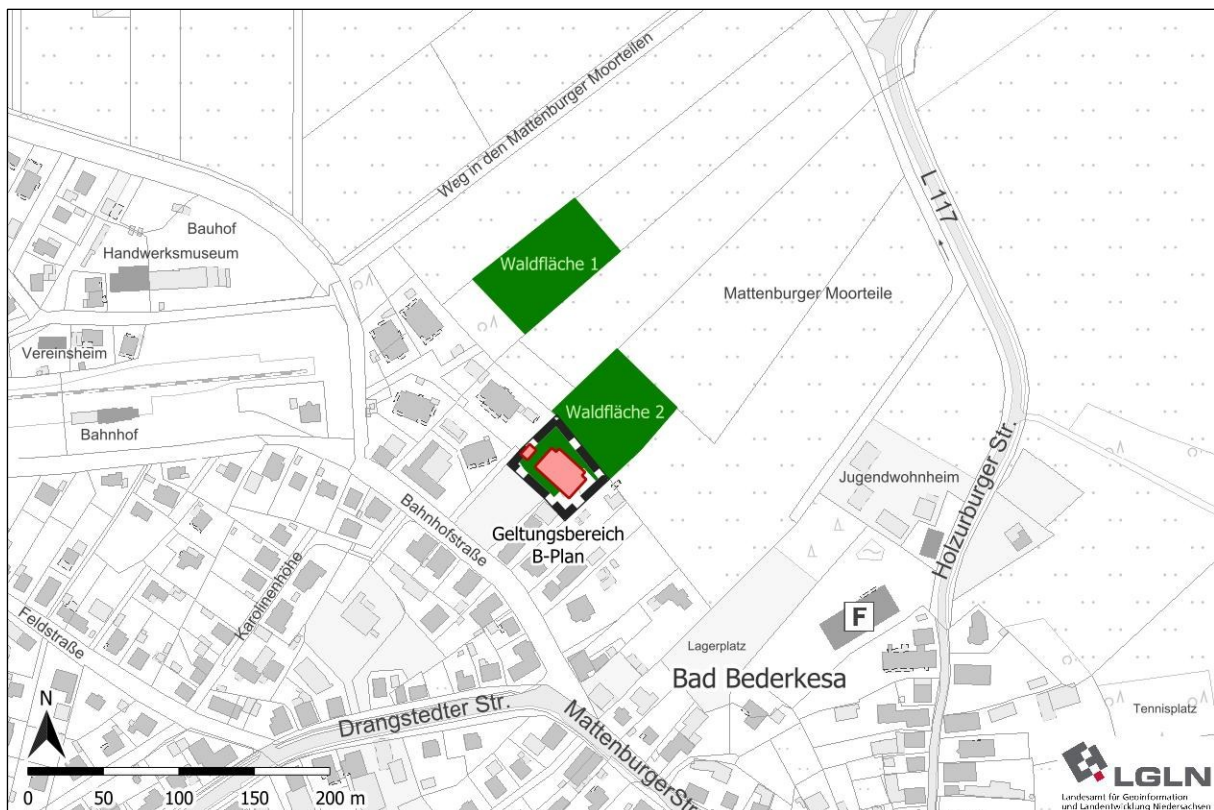 Weg in den Mattenburger Moorteilen
L 117
Bauhof
Handwerksmuseum
Waldfläche 1
Mattenburger Moorteile
Vereinsheim
Waldfläche 2
Bahnhof
Jugendwohnheim
Holzurburger Str.
Bahnhofstraße
Geltungsbereich
B-Plan
Karolinenhöhe
Feldstraße
F
Lagerplatz
Bad Bederkesa
Drangstedter Str.
Mattenburger Str.
Tennisplatz
N
0 50 100 150 200 m
LGLN
Landesamt für Geoinformation
und Landentwicklung Niedersachsen